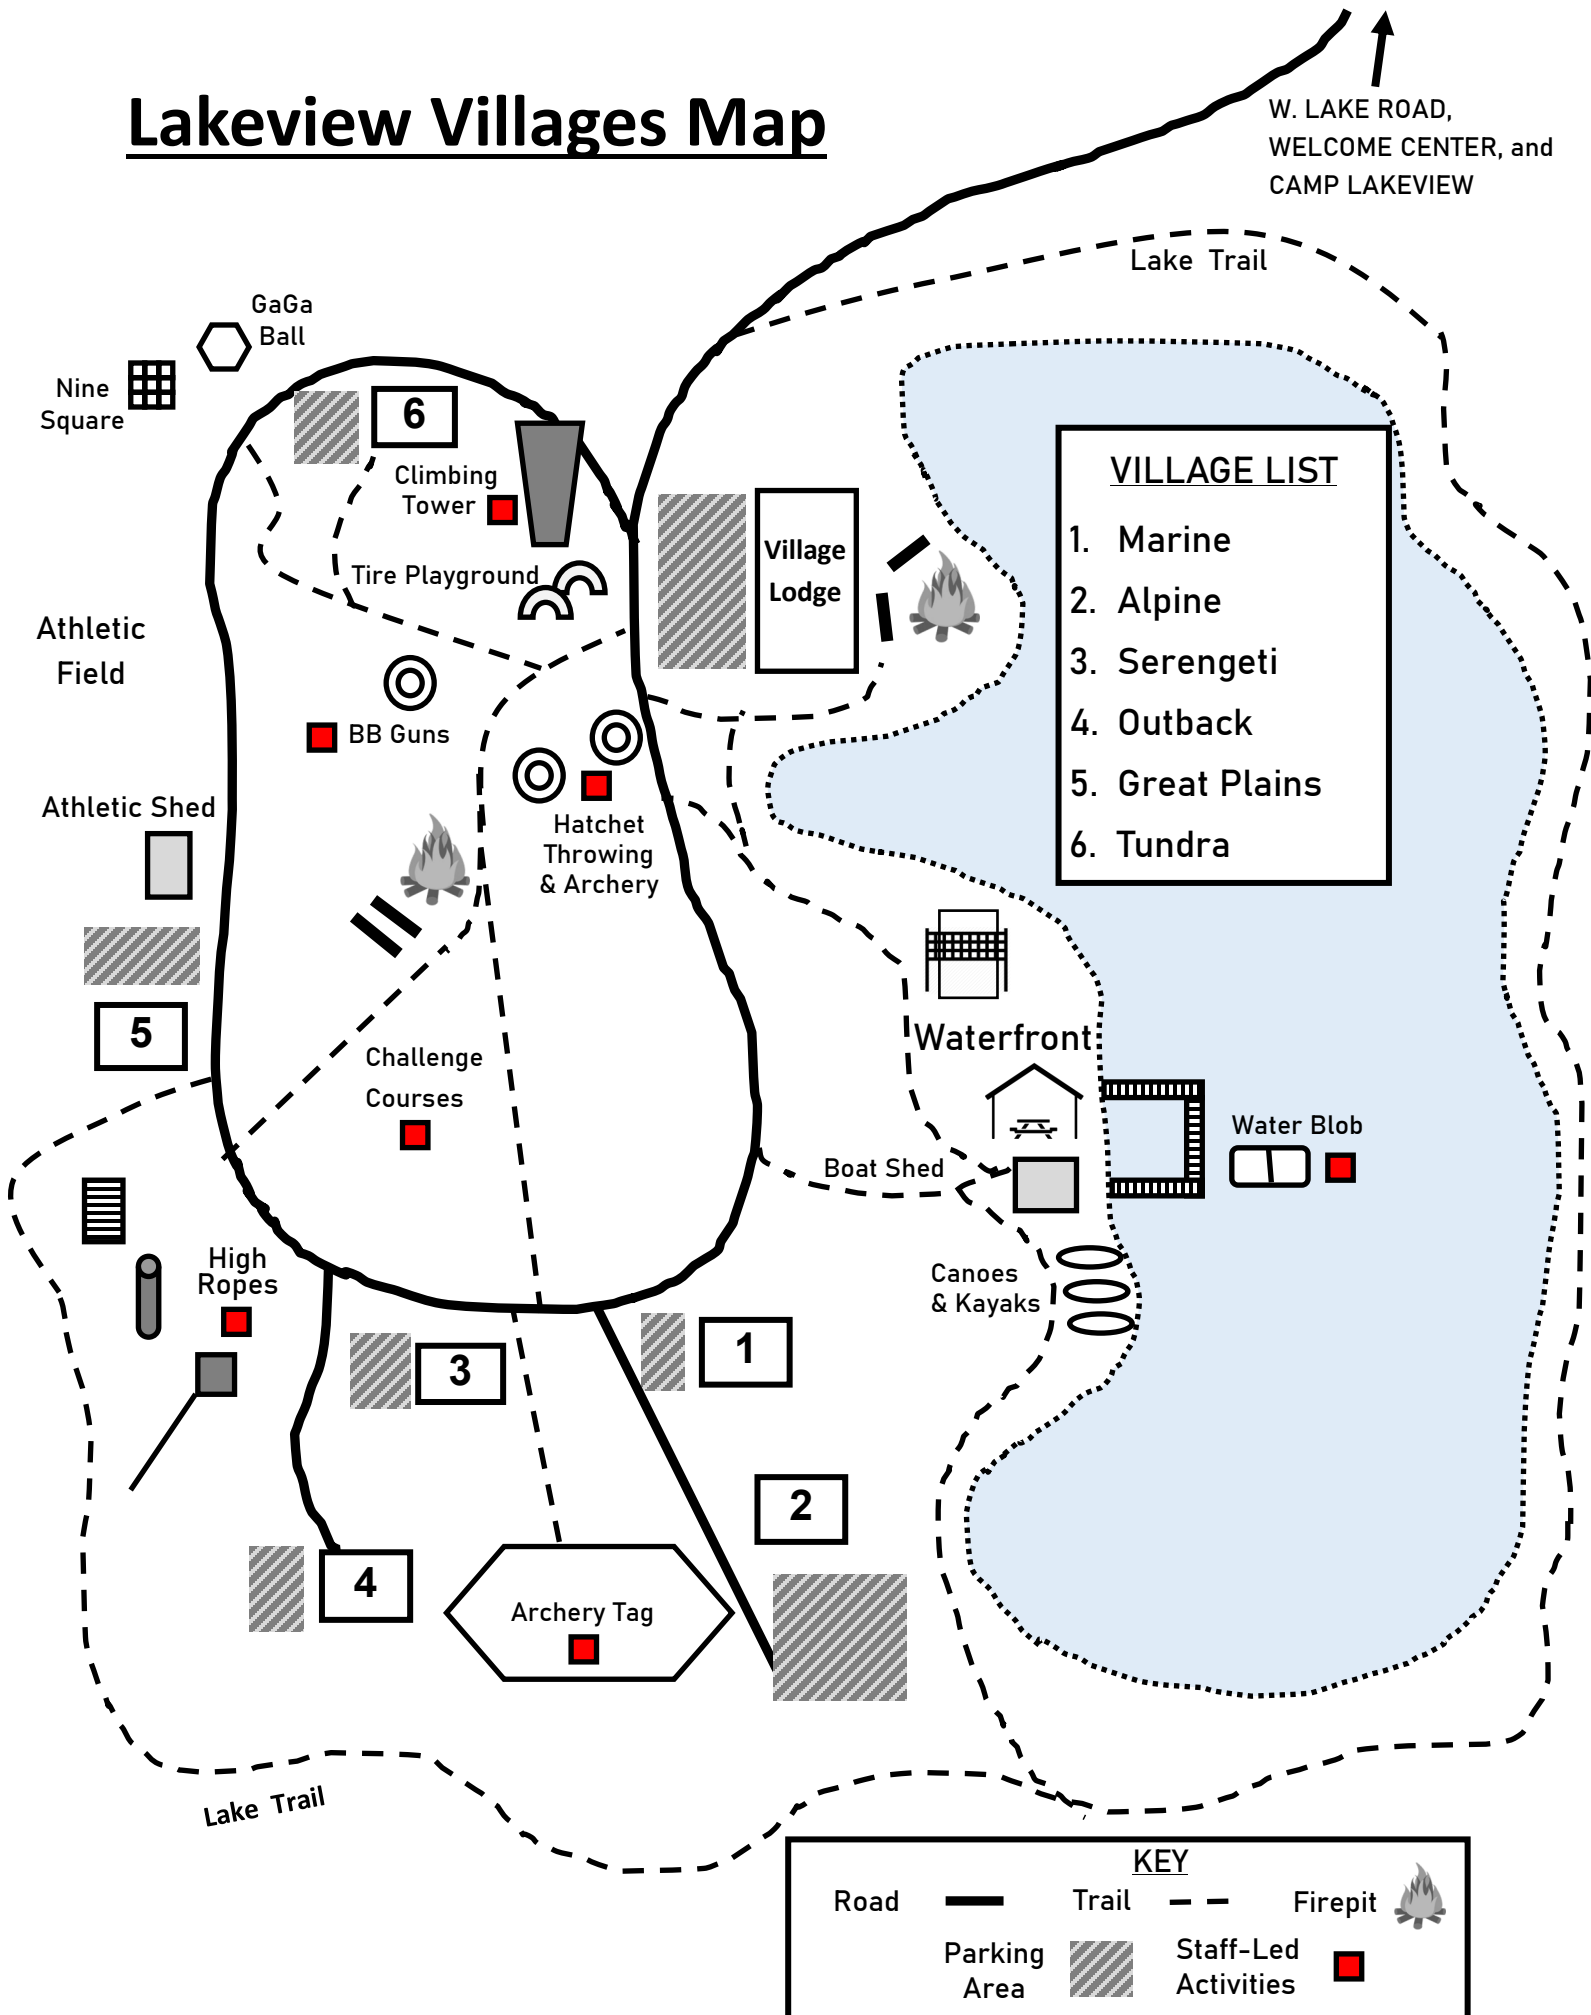 Lakeview Villages Map
W. LAKE ROAD,
WELCOME CENTER, and
CAMP LAKEVIEW
Lake Trail
GaGa
Ball
Nine
Square
6
Climbing
Tower
Tire Playground
Village
Lodge
VILLAGE LIST
1. Marine
2. Alpine
3. Serengeti
4. Outback
5. Great Plains
6. Tundra
Athletic
Field
BB Guns
Athletic Shed
Hatchet
Throwing
& Archery
5
Waterfront
Challenge
Courses
Water Blob
Boat Shed
High
Ropes
Canoes
& Kayaks
3
1
2
4
Archery Tag
Lake Trail
KEY
Road
Trail
Firepit
Parking
Area
Staff-Led
Activities